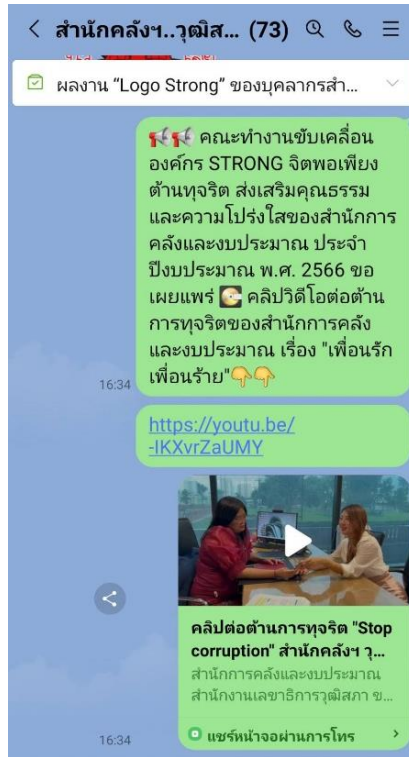 สำนักคลังฯ..วุฒิส... (73)
ผลงาน “Logo Strong” ของบุคลากรสำ...
คณะทำงานขับเคลื่อน
องค์กร STRONG จิตพอเพียง
ต้านทุจริต ส่งเสริมคุณธรรม
และความโปร่งใสของสำนักการ
คลังและงบประมาณ ประจำ
ปีงบประมาณ พ.ศ. 2566 ขอ
เผยแพร่ คลิปวิดีโอต่อต้าน
การทุจริตของสำนักการคลัง
และงบประมาณ เรื่อง "เพื่อนรัก
เพื่อนร้าย"
16:34
https://youtu.be/
-IKXvrZaUMY
คลิปต่อต้านการทุจริต "Stop
corruption" สำนักคลังฯ วุ...
สำนักการคลังและงบประมาณ
สำนักงานเลขาธิการวุฒิสภา ข...
แชร์หน้าจอผ่านการโทร
16:34